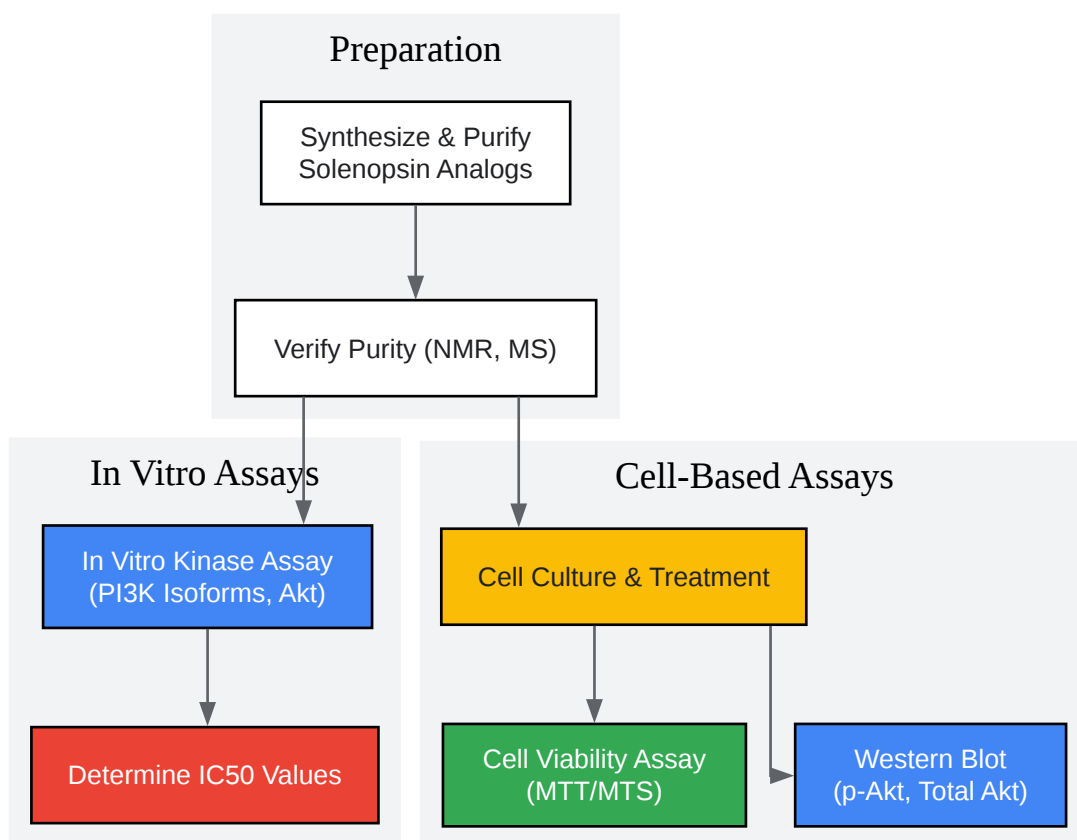 Preparation
Synthesize & Purify
Solenopsin Analogs
Verify Purity (NMR, MS)
In Vitro Assays
In Vitro Kinase Assay
(PI3K Isoforms, Akt)
Determine IC50 Values
Cell-Based Assays
Cell Culture & Treatment
Cell Viability Assay
(MTT/MTS)
Western Blot
(p-Akt, Total Akt)